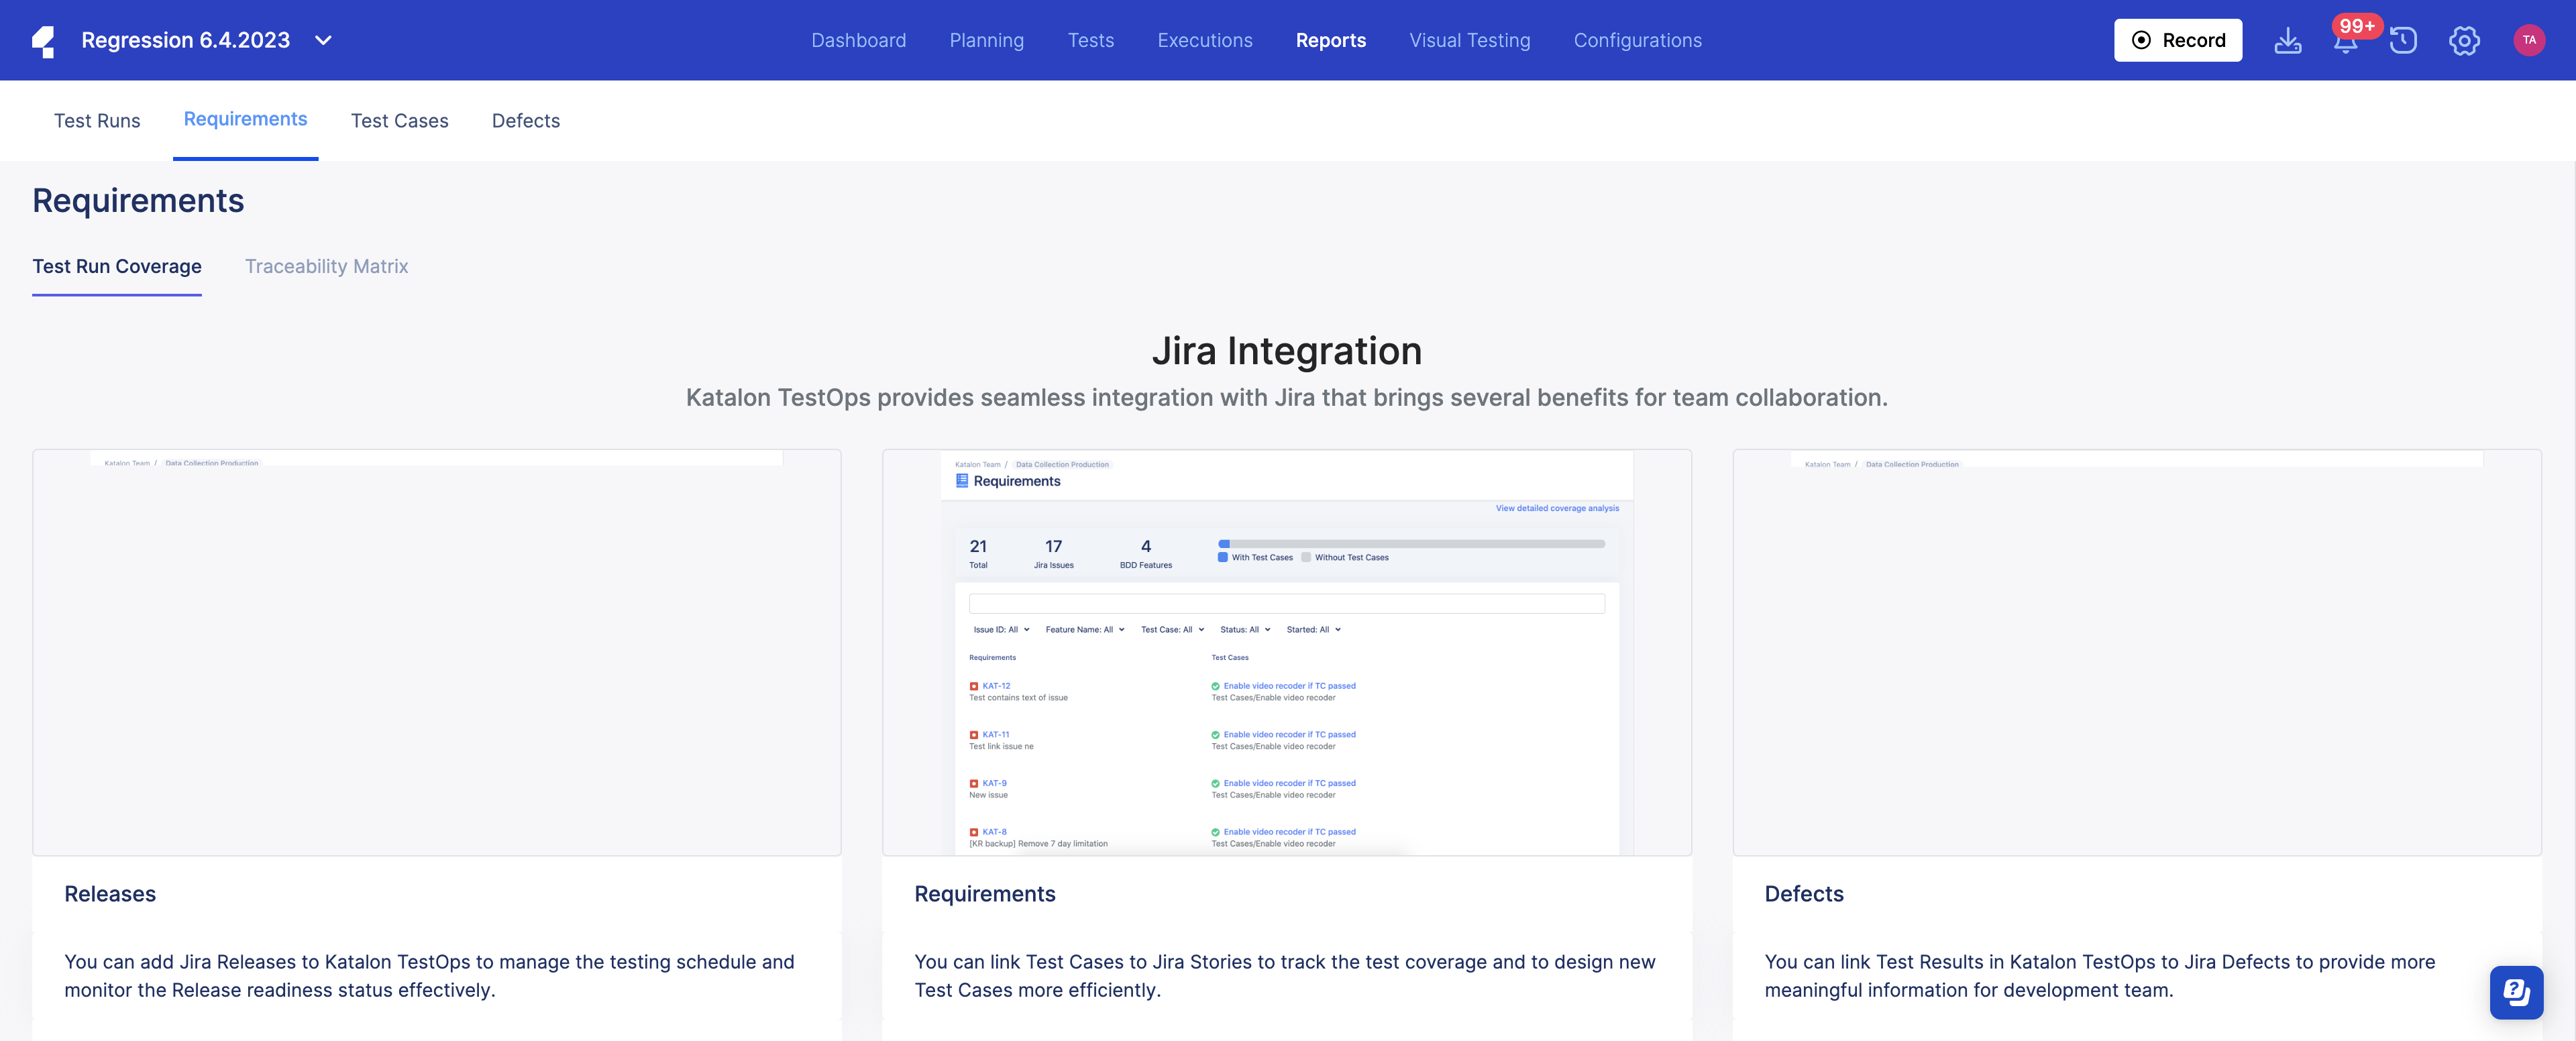 Regression 6.4.2023
Dashboard Planning Tests Executions Reports Visual Testing Configurations
Record
99+
TA
Test Runs Requirements Test Cases Defects
Requirements
Test Run Coverage Traceability Matrix
Jira Integration
Katalon TestOps provides seamless integration with Jira that brings several benefits for team collaboration.
Katalon Team / Data Collection Production
Katalon Team / Data Collection Production
Requirements
View detailed coverage analysis
21 17 4
Total Jira Issues BDD Features
With Test Cases Without Test Cases
Issue ID: All Feature Name: All Test Case: All Status: All Started: All
Requirements Test Cases
KAT-12 Enable video recoder if TC passed
Test contains text of issue Test Cases/Enable video recoder
KAT-11 Enable video recoder if TC passed
Test link issue ne Test Cases/Enable video recoder
KAT-9 Enable video recoder if TC passed
New issue Test Cases/Enable video recoder
KAT-8 Enable video recoder if TC passed
[KR backup] Remove 7 day limitation Test Cases/Enable video recoder
Katalon Team / Data Collection Production
Releases
You can add Jira Releases to Katalon TestOps to manage the testing schedule and
monitor the Release readiness status effectively.
Requirements
You can link Test Cases to Jira Stories to track the test coverage and to design new
Test Cases more efficiently.
Defects
You can link Test Results in Katalon TestOps to Jira Defects to provide more
meaningful information for development team.